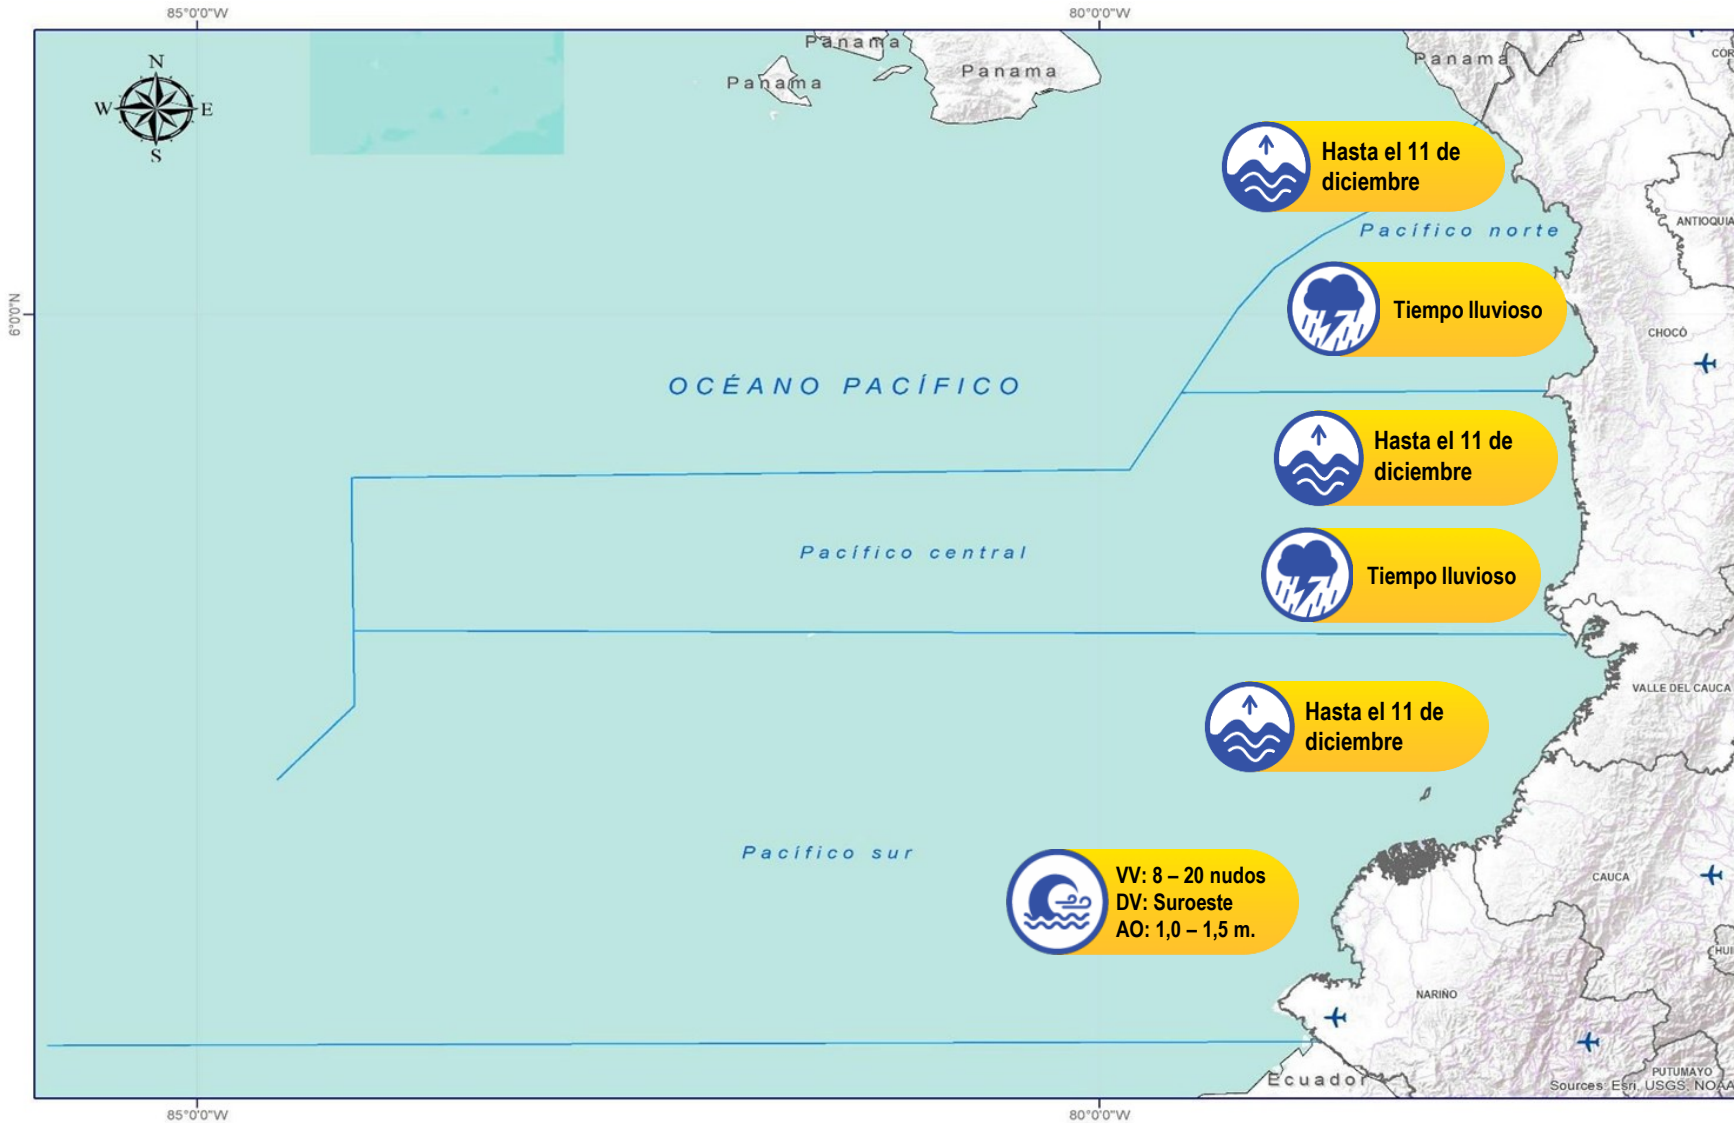 85°0'0"W
80°0'0"W
N
W
E
S
Panama
Panama
Panama
Panama
COR
Hasta el 11 de
diciembre
ANTIOQUIA
Pacífico norte
6°0'0"N
Tiempo lluvioso
CHOCÓ
OCÉANO PACÍFICO
Hasta el 11 de
diciembre
Pacífico central
Tiempo lluvioso
VALLE DEL CAUCA
Hasta el 11 de
diciembre
Pacífico sur
VV: 8 – 20 nudos
DV: Suroeste
AO: 1,0 – 1,5 m.
CAUCA
HUI
NARIÑO
PUTUMAYO
Ecuador
Sources: Esri, USGS, NOAA
85°0'0"W
80°0'0"W